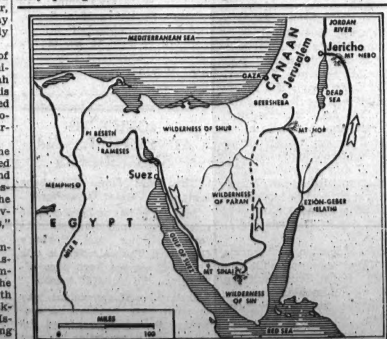 JORDAN
RIVER
MEDITERRANEAN SEA
Jericho
MT NEBO
CANAAN
Jerusalem
GAZA
DEAD
SEA
BEERSHEBA
WILDERNESS OF SHUR
PI BESETH
RAMESES
MT HOR
Suez
MEMPHIS
WILDERNESS
OF PARAN
EZION-GEBER
(ELATH)
EGYPT
NILE R
GULF OF SUEZ
MT SINAI
WILDERNESS
OF SIN
MILES
0 100
RED SEA